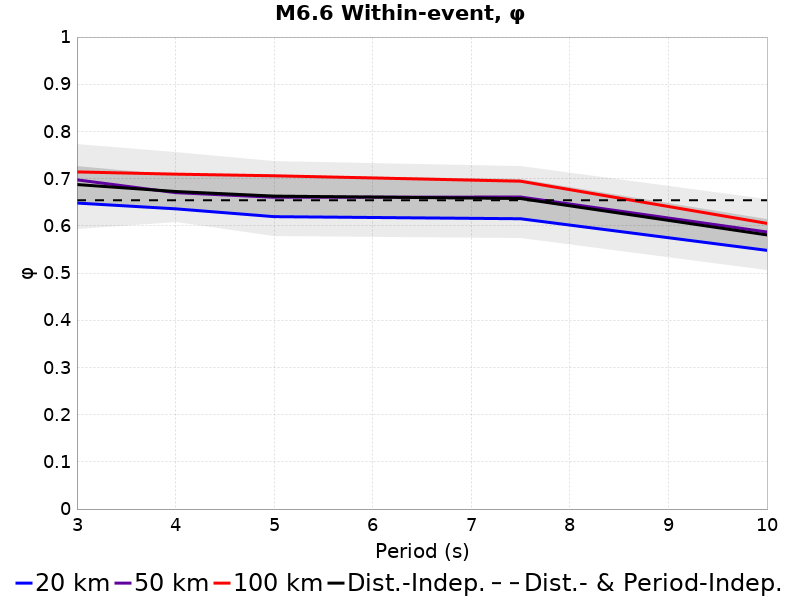 M6.6 Within-event, φ
1
0.9
0.8
0.7
0.6
0.5
0.4
0.3
0.2
0.1
0
φ
3 4 5 6 7 8 9 10
Period (s)
20 km 50 km 100 km Dist.-Indep. Dist.- & Period-Indep.